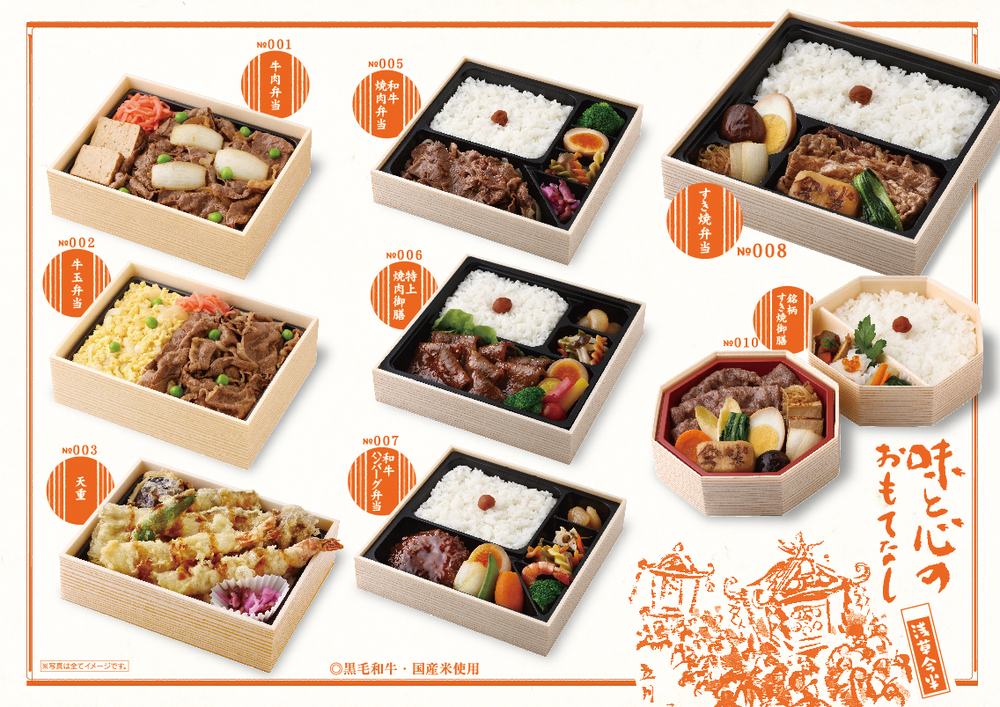 №001
牛肉弁当
№002
牛玉弁当
№003
天重
№005
和牛
焼肉弁当
№006
特上
焼肉御膳
№007
和牛
ハンバーグ弁当
すき焼弁当
№008
銘柄
すき焼御膳
№010
味と心の
おもてなし
浅草今半
五月
※写真は全てイメージです。
◎黒毛和牛・国産米使用